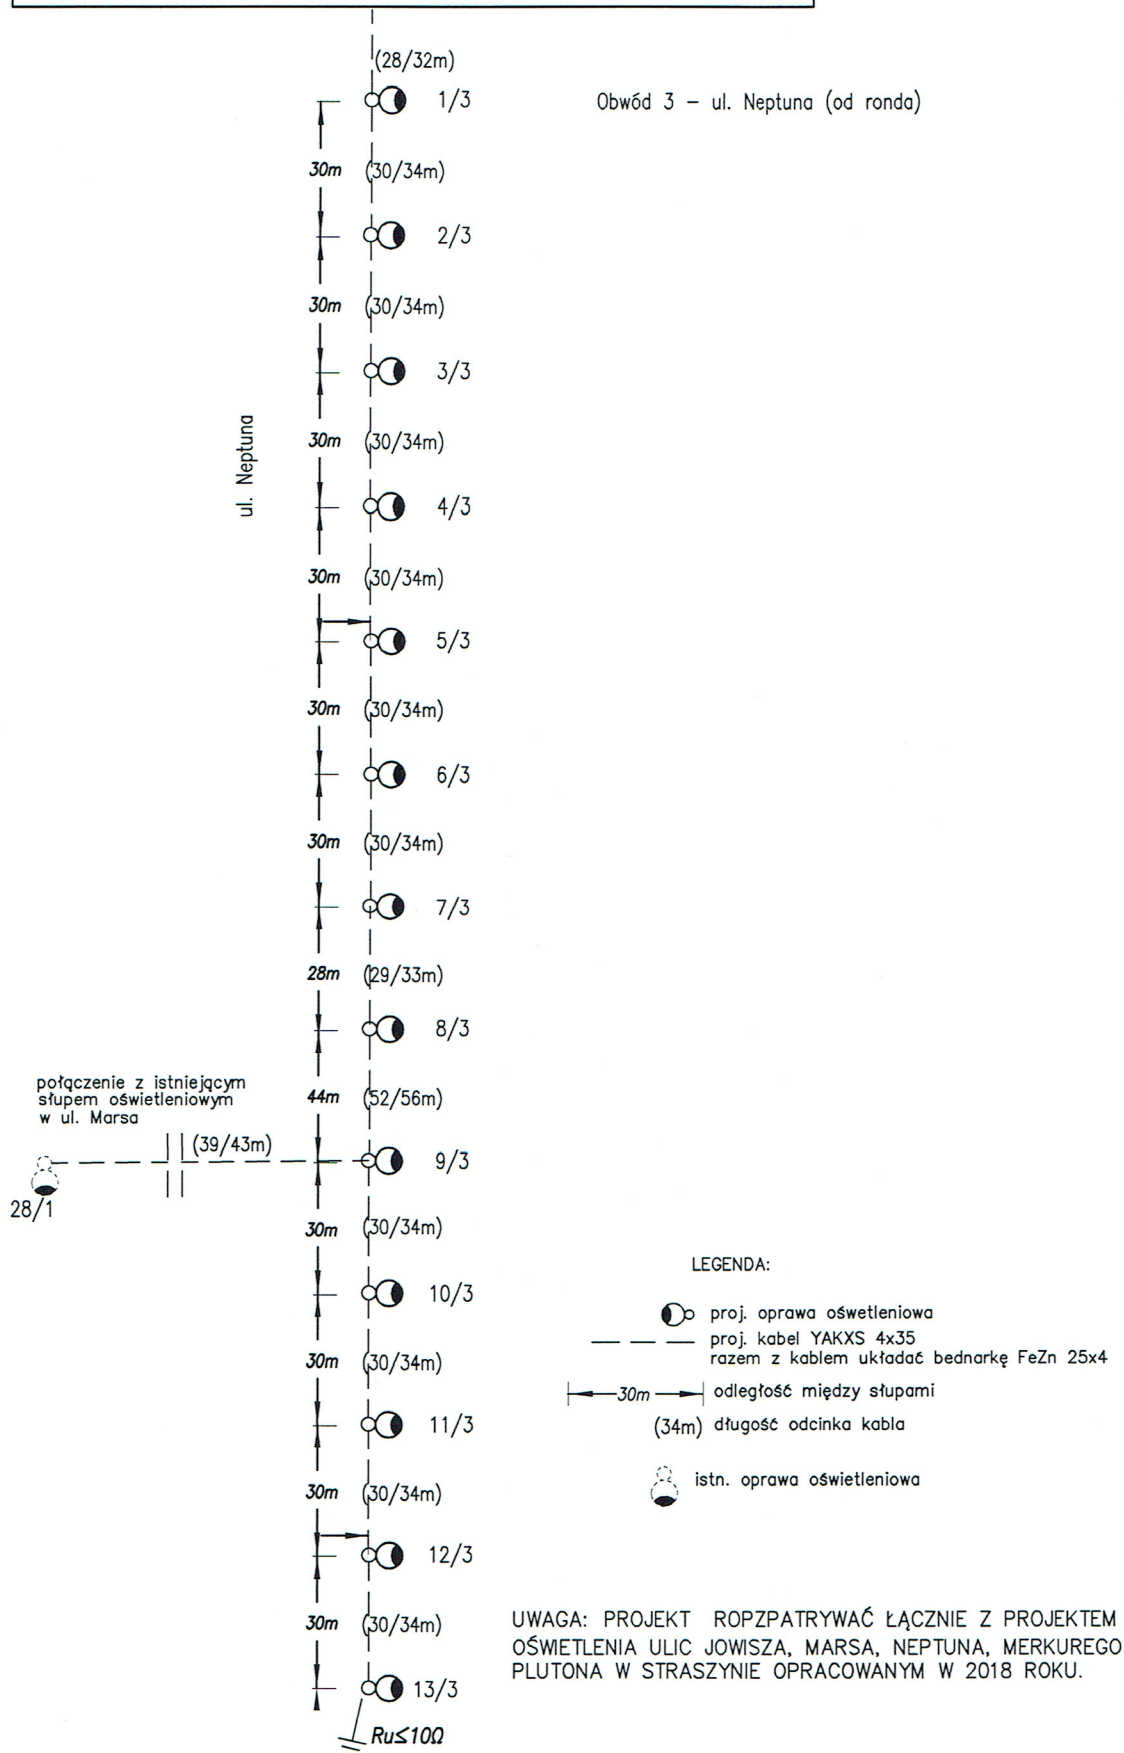 (28/32m)
1/3
Obwód 3 – ul. Neptuna (od ronda)
30m (30/34m)
2/3
30m (30/34m)
3/3
ul. Neptuna
30m (30/34m)
4/3
30m (30/34m)
5/3
30m (30/34m)
6/3
30m (30/34m)
7/3
28m (29/33m)
8/3
połączenie z istniejącym
słupem oświetleniowym
w ul. Marsa
44m (52/56m)
(39/43m)
9/3
28/1
30m (30/34m)
10/3
30m (30/34m)
11/3
30m (30/34m)
12/3
30m (30/34m)
13/3
Ru≤10Ω
LEGENDA:
proj. oprawa ośwetleniowa
proj. kabel YAKXS 4x35
razem z kablem układać bednarkę FeZn 25x4
30m odległość między słupami
(34m) długość odcinka kabla
istn. oprawa oświetleniowa
UWAGA: PROJEKT ROPZPATRYWAĆ ŁĄCZNIE Z PROJEKTEM
OŚWIETLENIA ULIC JOWISZA, MARSA, NEPTUNA, MERKUREGO
PLUTONA W STRASZYNIE OPRACOWANYM W 2018 ROKU.